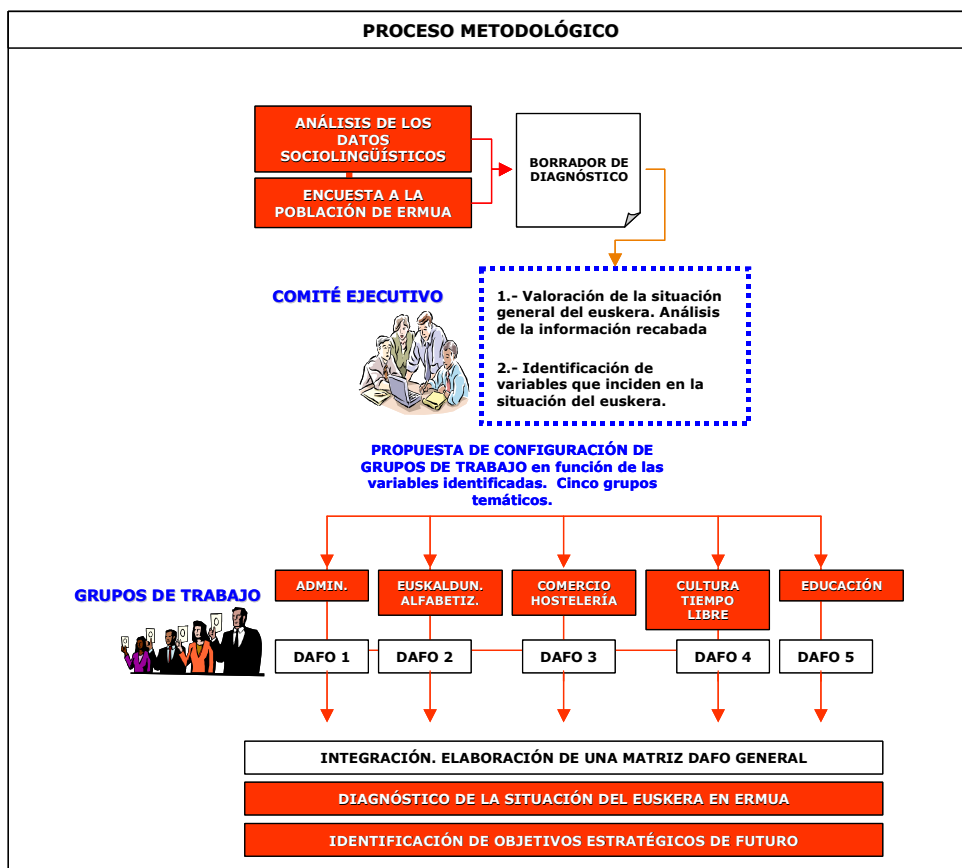 PROCESO METODOLÓGICO
ANÁLISIS DE LOS
DATOS
SOCIOLINGÜÍSTICOS
ENCUESTA A LA
POBLACIÓN DE ERMUA
BORRADOR DE
DIAGNÓSTICO
COMITÉ EJECUTIVO
1.- Valoración de la situación
general del euskera. Análisis
de la información recabada
2.- Identificación de
variables que inciden en la
situación del euskera.
PROPUESTA DE CONFIGURACIÓN DE
GRUPOS DE TRABAJO en función de las
variables identificadas. Cinco grupos
temáticos.
GRUPOS DE TRABAJO
ADMIN.
EUSKALDUN.
ALFABETIZ.
COMERCIO
HOSTELERÍA
CULTURA
TIEMPO
LIBRE
EDUCACIÓN
DAFO 1
DAFO 2
DAFO 3
DAFO 4
DAFO 5
INTEGRACIÓN. ELABORACIÓN DE UNA MATRIZ DAFO GENERAL
DIAGNÓSTICO DE LA SITUACIÓN DEL EUSKERA EN ERMUA
IDENTIFICACIÓN DE OBJETIVOS ESTRATÉGICOS DE FUTURO